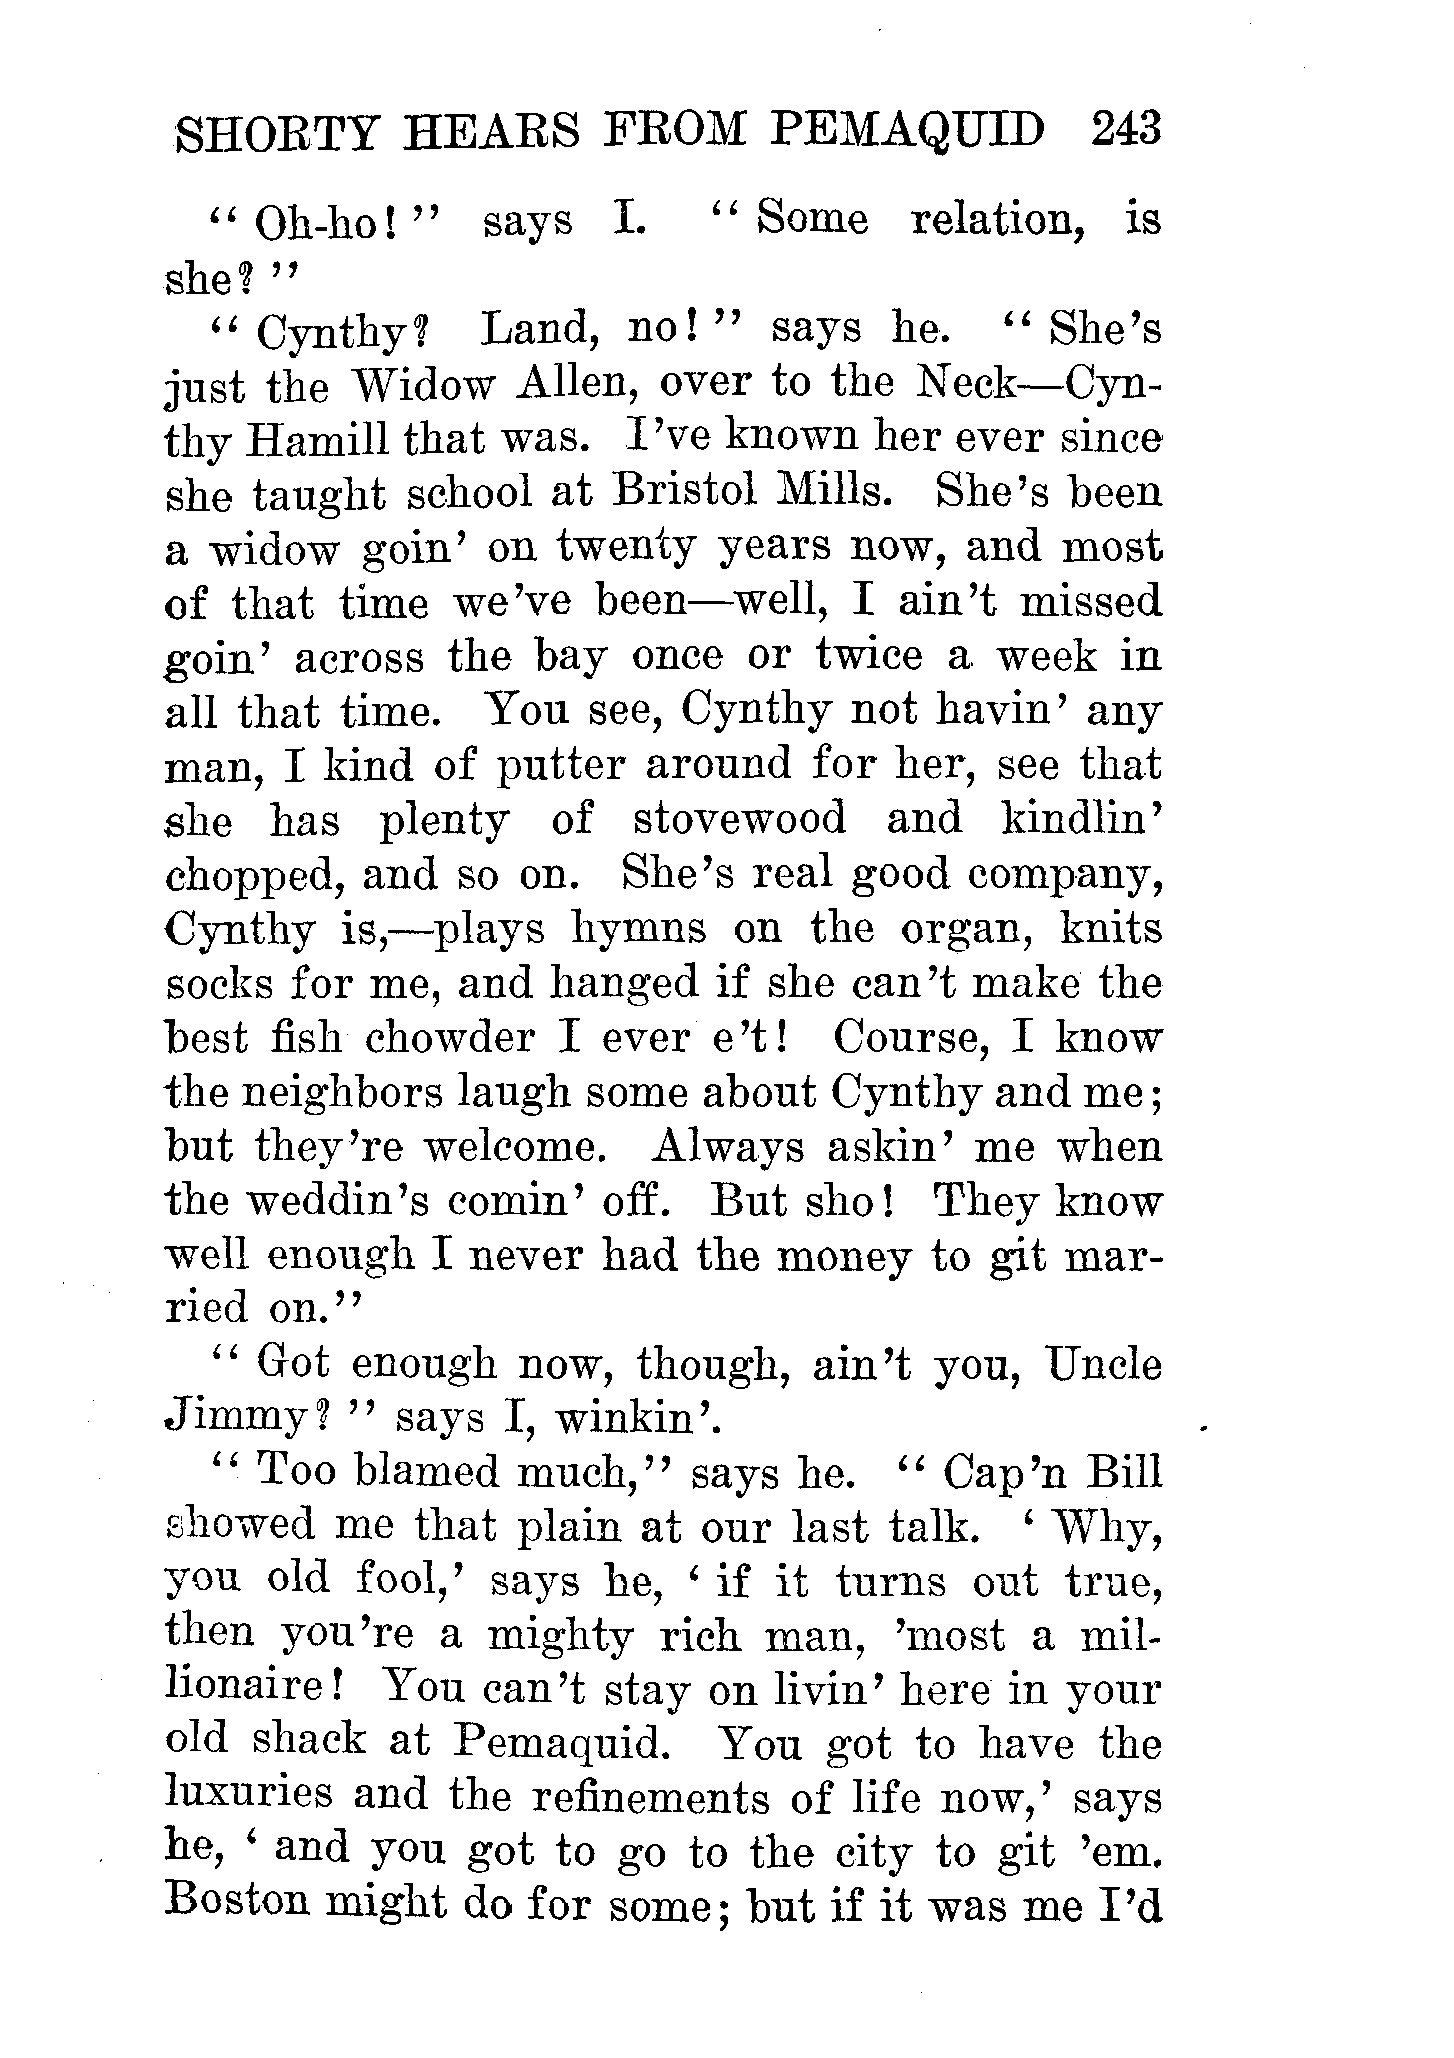 SHORTY HEARS FROM PEMAQUID 243
“ Oh-ho! ” says I. “ Some relation, is
she? ”
“ Cynthy? Land, no! ” says he. “ She’s
just the Widow Allen, over to the Neck—Cyn-
thy Hamill that was. I’ve known her ever since
she taught school at Bristol Mills. She’s been
a widow goin’ on twenty years now, and most
of that time we’ve been—well, I ain’t missed
goin’ across the bay once or twice a week in
all that time. You see, Cynthy not havin’ any
man, I kind of putter around for her, see that
she has plenty of stovewood and kindlin’
chopped, and so on. She’s real good company,
Cynthy is,—plays hymns on the organ, knits
socks for me, and hanged if she can’t make the
best fish chowder I ever e’t! Course, I know
the neighbors laugh some about Cynthy and me;
but they’re welcome. Always askin’ me when
the weddin’s comin’ off. But sho! They know
well enough I never had the money to git mar-
ried on.”
“ Got enough now, though, ain’t you, Uncle
Jimmy? ” says I, winkin’.
“ Too blamed much,” says he. “ Cap’n Bill
showed me that plain at our last talk. ‘ Why,
you old fool,’ says he, ‘ if it turns out true,
then you’re a mighty rich man, ’most a mil-
lionaire! You can’t stay on livin’ here in your
old shack at Pemaquid. You got to have the
luxuries and the refinements of life now,’ says
he, ‘ and you got to go to the city to git ’em.
Boston might do for some; but if it was me I’d